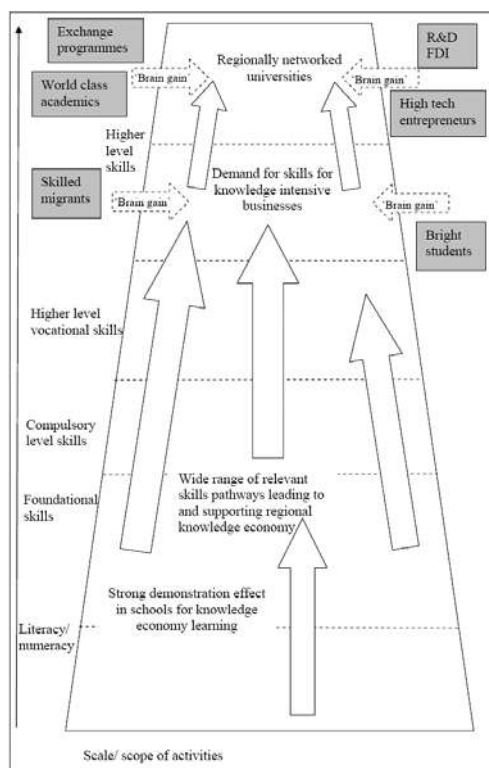 Exchange
programmes
R&D
FDI
Regionally networked
universities
'Brain gain'
'Brain gain'
World class
academics
High tech
entrepreneurs
Higher
level skills
Demand for skills for
knowledge intensive
businesses
Skilled
migrants
'Brain gain'
'Brain gain'
Bright
students
Higher level
vocational skills
Compulsory
level skills
Wide range of relevant
skills pathways leading to
and supporting regional
knowledge economy
Foundational
skills
Strong demonstration effect
in schools for knowledge
economy learning
Literacy/
numeracy
Scale/ scope of activities